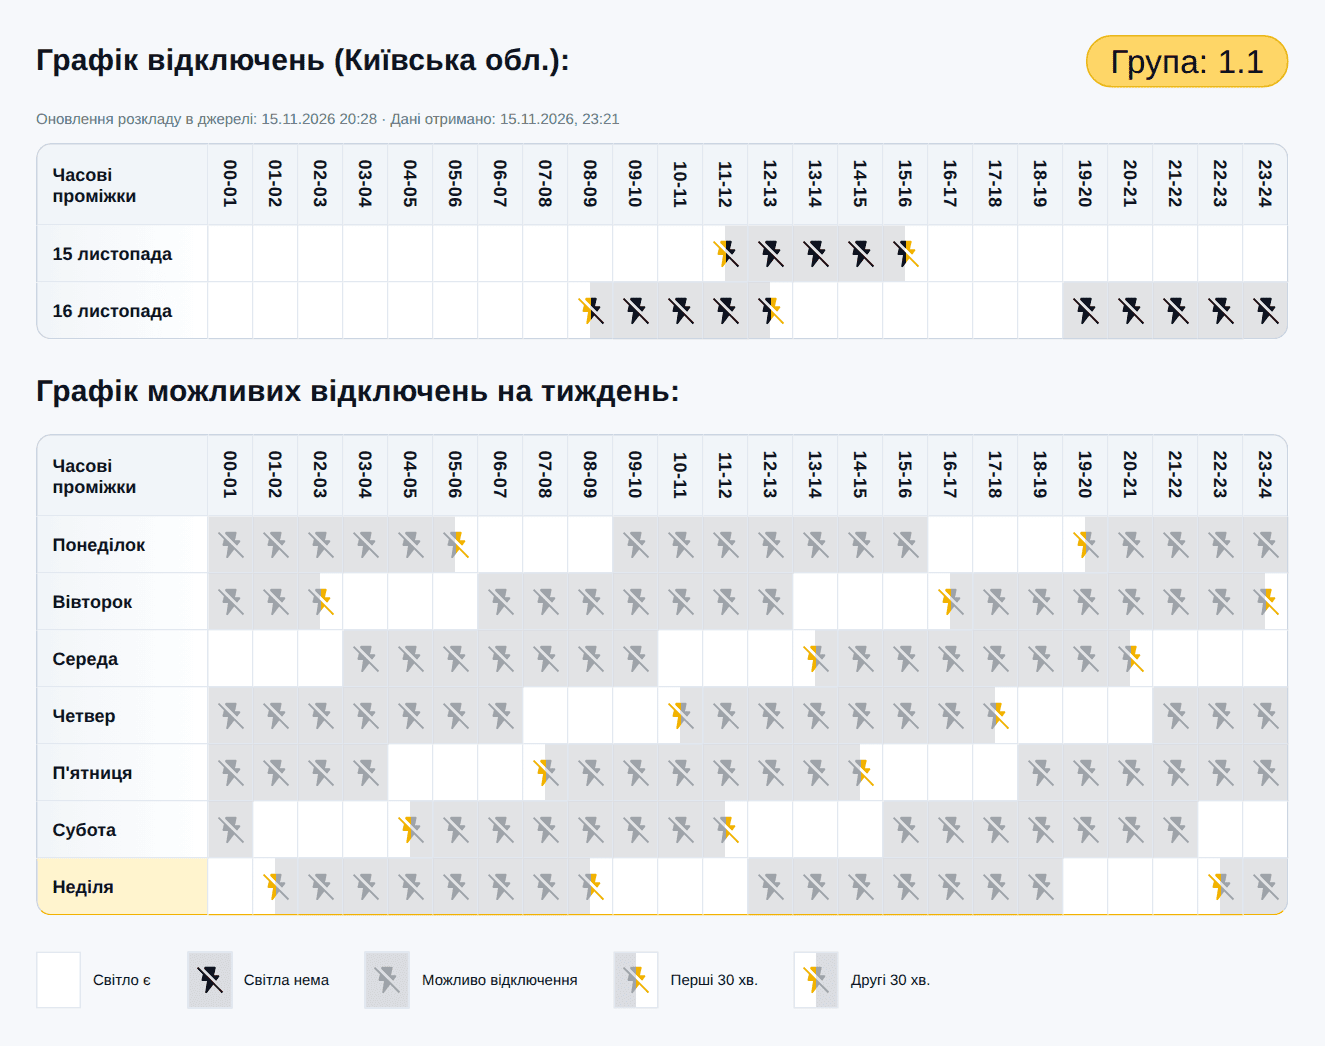 Графік відключень (Київська обл.):
Група: 1.1
Оновлення розкладу в джерелі: 15.11.2026 20:28 · Дані отримано: 15.11.2026, 23:21
Часові
проміжки
00-01 01-02 02-03 03-04 04-05 05-06 06-07 07-08 08-09 09-10 10-11 11-12 12-13 13-14 14-15 15-16 16-17 17-18 18-19 19-20 20-21 21-22 22-23 23-24
15 листопада
16 листопада
Графік можливих відключень на тиждень:
Часові
проміжки
00-01 01-02 02-03 03-04 04-05 05-06 06-07 07-08 08-09 09-10 10-11 11-12 12-13 13-14 14-15 15-16 16-17 17-18 18-19 19-20 20-21 21-22 22-23 23-24
Понеділок
Вівторок
Середа
Четвер
П'ятниця
Субота
Неділя
Світло є
Світла нема
Можливо відключення
Перші 30 хв.
Другі 30 хв.